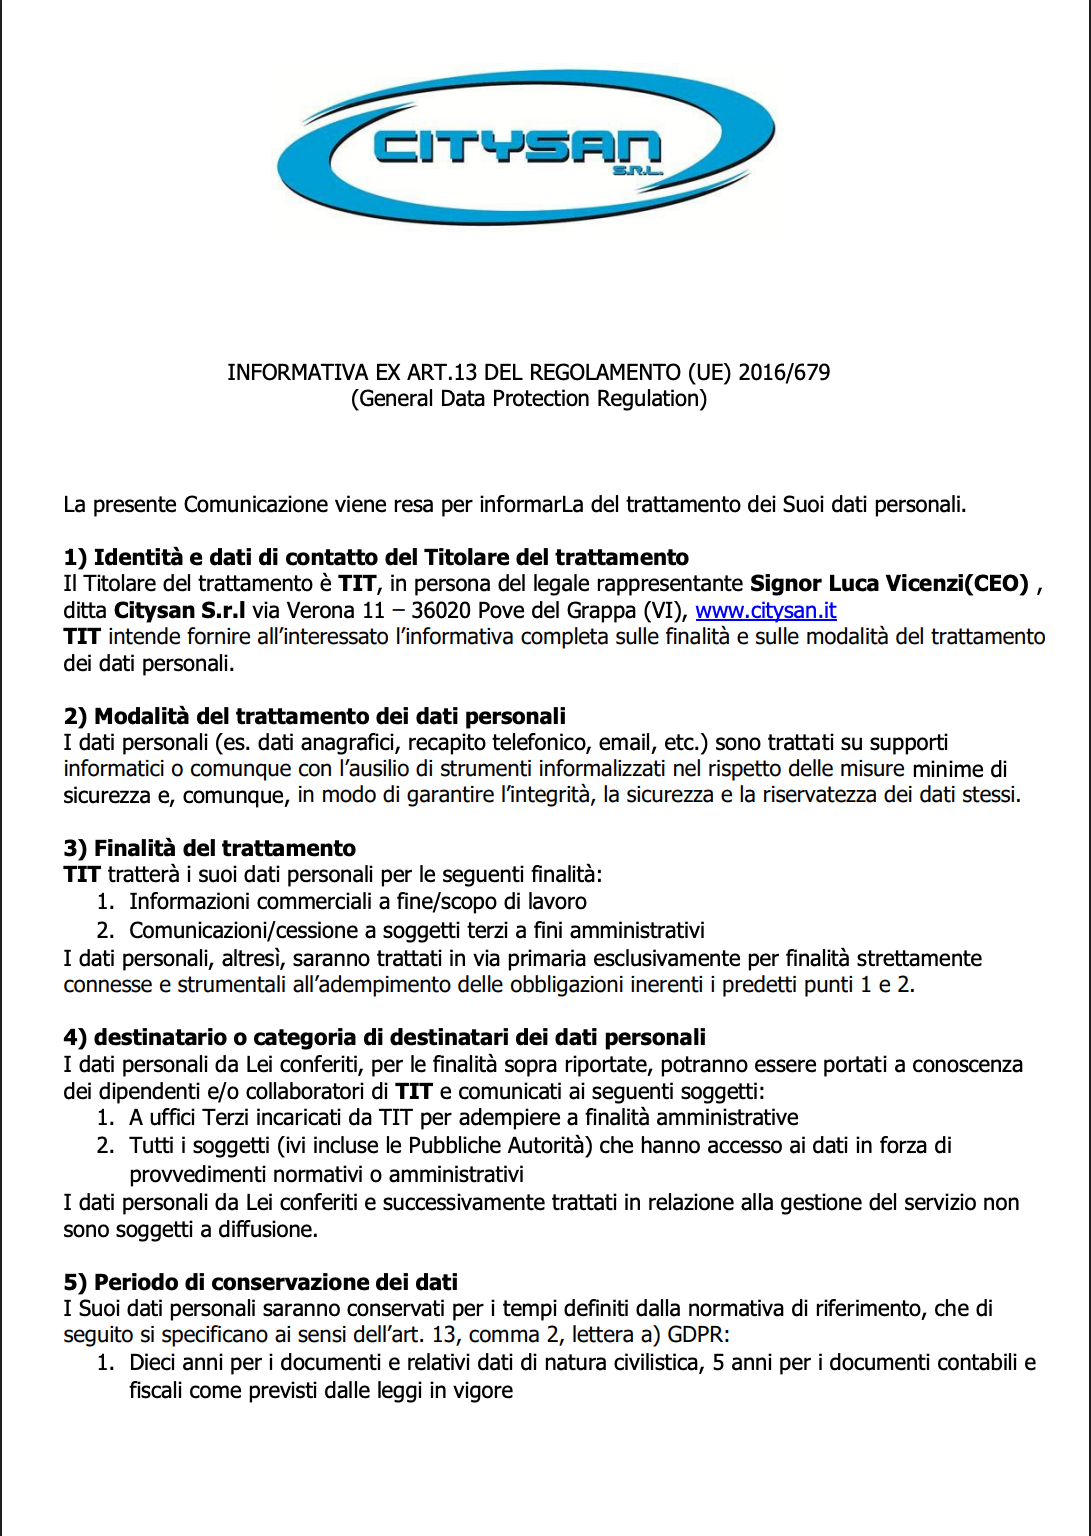 CITYSAN
S.R.L.
INFORMATIVA EX ART.13 DEL REGOLAMENTO (UE) 2016/679
(General Data Protection Regulation)
La presente Comunicazione viene resa per informarLa del trattamento dei Suoi dati personali.
1) Identità e dati di contatto del Titolare del trattamento
Il Titolare del trattamento è TIT, in persona del legale rappresentante Signor Luca Vicenzi(CEO) ,
ditta Citysan S.r.l via Verona 11 – 36020 Pove del Grappa (VI), www.citysan.it
TIT intende fornire all’interessato l’informativa completa sulle finalità e sulle modalità del trattamento
dei dati personali.
2) Modalità del trattamento dei dati personali
I dati personali (es. dati anagrafici, recapito telefonico, email, etc.) sono trattati su supporti
informatici o comunque con l’ausilio di strumenti informalizzati nel rispetto delle misure minime di
sicurezza e, comunque, in modo di garantire l’integrità, la sicurezza e la riservatezza dei dati stessi.
3) Finalità del trattamento
TIT tratterà i suoi dati personali per le seguenti finalità:
1. Informazioni commerciali a fine/scopo di lavoro
2. Comunicazioni/cessione a soggetti terzi a fini amministrativi
I dati personali, altresì, saranno trattati in via primaria esclusivamente per finalità strettamente
connesse e strumentali all’adempimento delle obbligazioni inerenti i predetti punti 1 e 2.
4) destinatario o categoria di destinatari dei dati personali
I dati personali da Lei conferiti, per le finalità sopra riportate, potranno essere portati a conoscenza
dei dipendenti e/o collaboratori di TIT e comunicati ai seguenti soggetti:
1. A uffici Terzi incaricati da TIT per adempiere a finalità amministrative
2. Tutti i soggetti (ivi incluse le Pubbliche Autorità) che hanno accesso ai dati in forza di
provvedimenti normativi o amministrativi
I dati personali da Lei conferiti e successivamente trattati in relazione alla gestione del servizio non
sono soggetti a diffusione.
5) Periodo di conservazione dei dati
I Suoi dati personali saranno conservati per i tempi definiti dalla normativa di riferimento, che di
seguito si specificano ai sensi dell’art. 13, comma 2, lettera a) GDPR:
1. Dieci anni per i documenti e relativi dati di natura civilistica, 5 anni per i documenti contabili e
fiscali come previsti dalle leggi in vigore